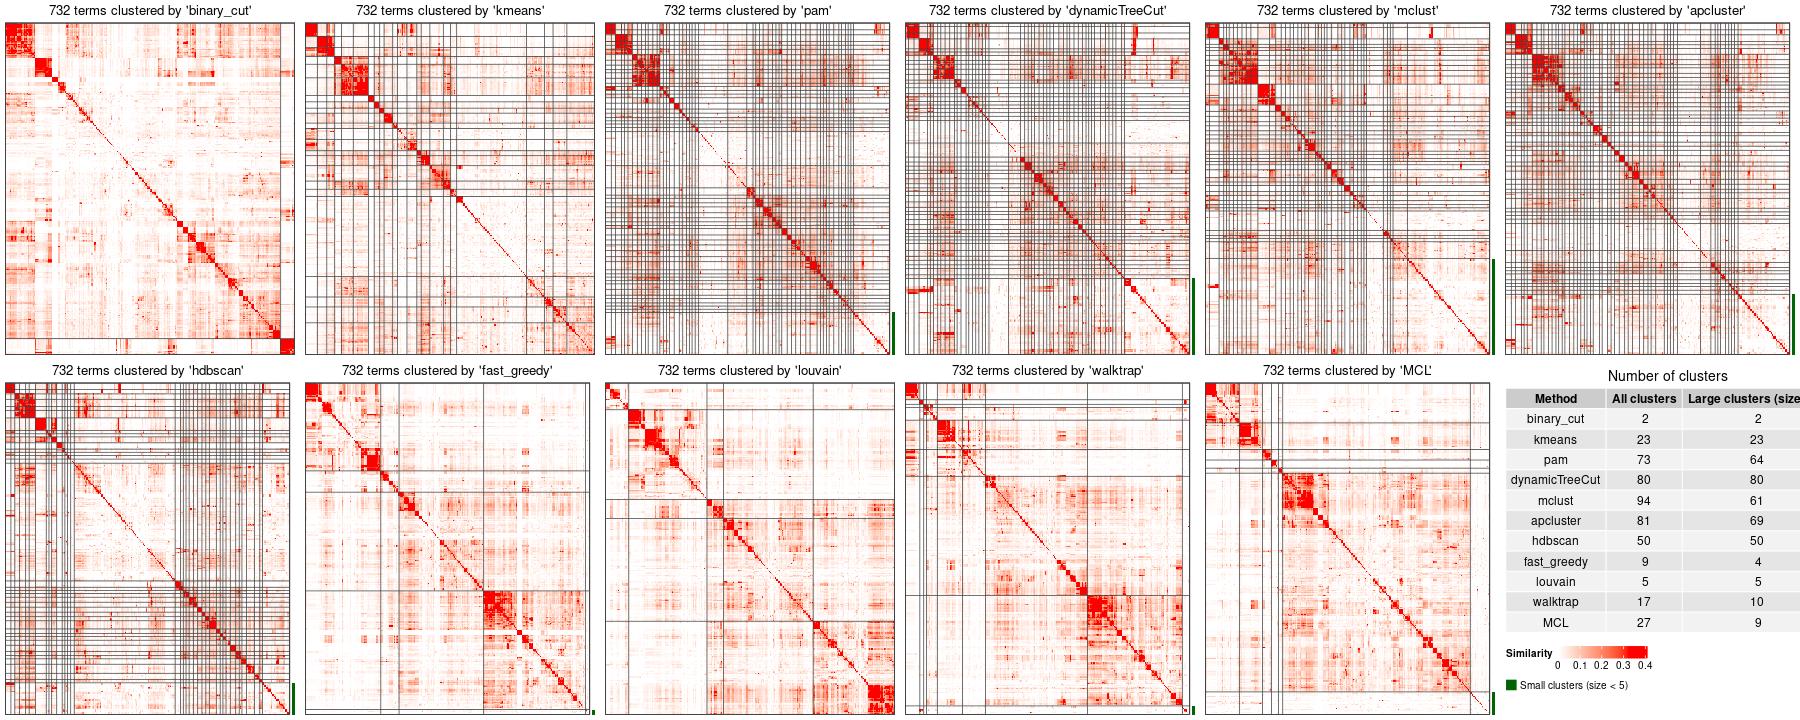 732 terms clustered by 'binary_cut'
732 terms clustered by 'kmeans'
732 terms clustered by 'pam'
732 terms clustered by 'dynamicTreeCut'
732 terms clustered by 'mclust'
732 terms clustered by 'apcluster'
732 terms clustered by 'hdbscan'
732 terms clustered by 'fast_greedy'
732 terms clustered by 'louvain'
732 terms clustered by 'walktrap'
732 terms clustered by 'MCL'
Number of clusters
Method All clusters Large clusters (size
binary_cut 2 2
kmeans 23 23
pam 73 64
dynamicTreeCut 80 80
mclust 94 61
apcluster 81 69
hdbscan 50 50
fast_greedy 9 4
louvain 5 5
walktrap 17 10
MCL 27 9
Similarity
0 0.1 0.2 0.3 0.4
Small clusters (size < 5)